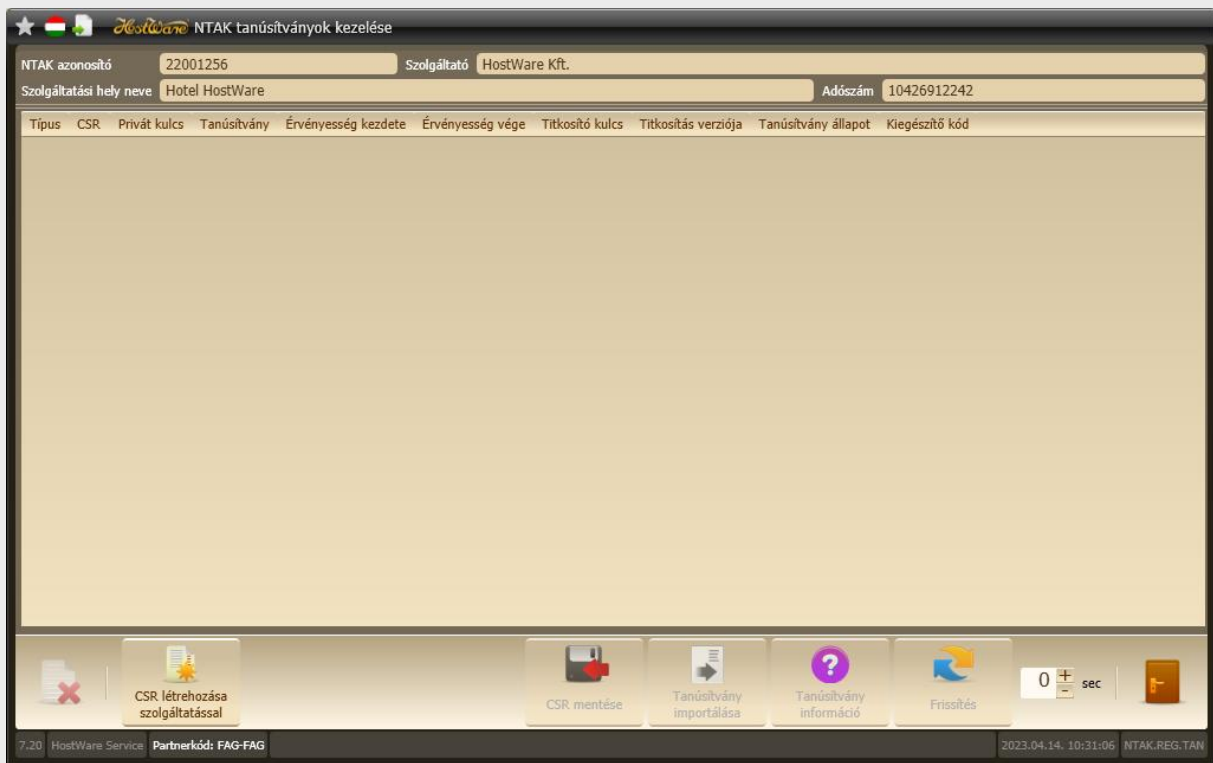 HostWare NTAK tanúsítványok kezelése
NTAK azonosító 22001256 Szolgáltató HostWare Kft.
Szolgáltatási hely neve Hotel HostWare Adószám 10426912242
Típus CSR Privát kulcs Tanúsítvány Érvényesség kezdete Érvényesség vége Titkosító kulcs Titkosítás verziója Tanúsítvány állapot Kiegészítő kód
CSR létrehozása
szolgáltatással
CSR mentése
Tanúsítvány
importálása
Tanúsítvány
információ
Frissítés
0 + - sec
7.20 HostWare Service Partnerkód: FAG-FAG 2023.04.14. 10:31:06 NTAK.REG.TAN